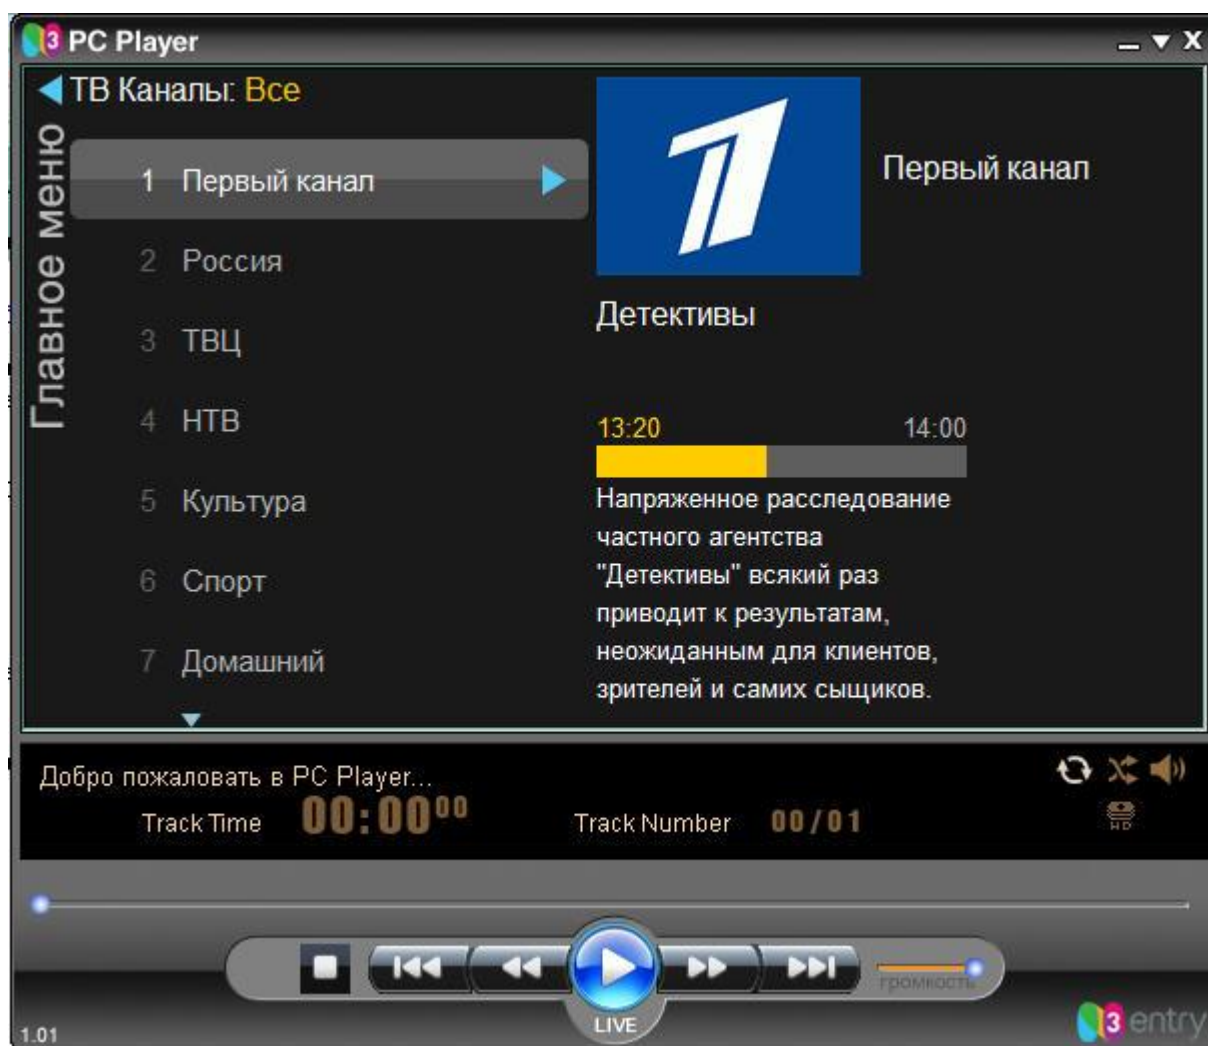 3 PC Player
ТВ Каналы: Все
Главное меню
1 Первый канал
2 Россия
3 ТВЦ
4 НТВ
5 Культура
6 Спорт
7 Домашний
1
Первый канал
Детективы
13:20 14:00
Напряженное расследование
частного агентства
"Детективы" всякий раз
приводит к результатам,
неожиданным для клиентов,
зрителей и самих сыщиков.
Добро пожаловать в PC Player...
Track Time 00:00 00 Track Number 00/01
HD
громкость
LIVE
1.01
3 entry